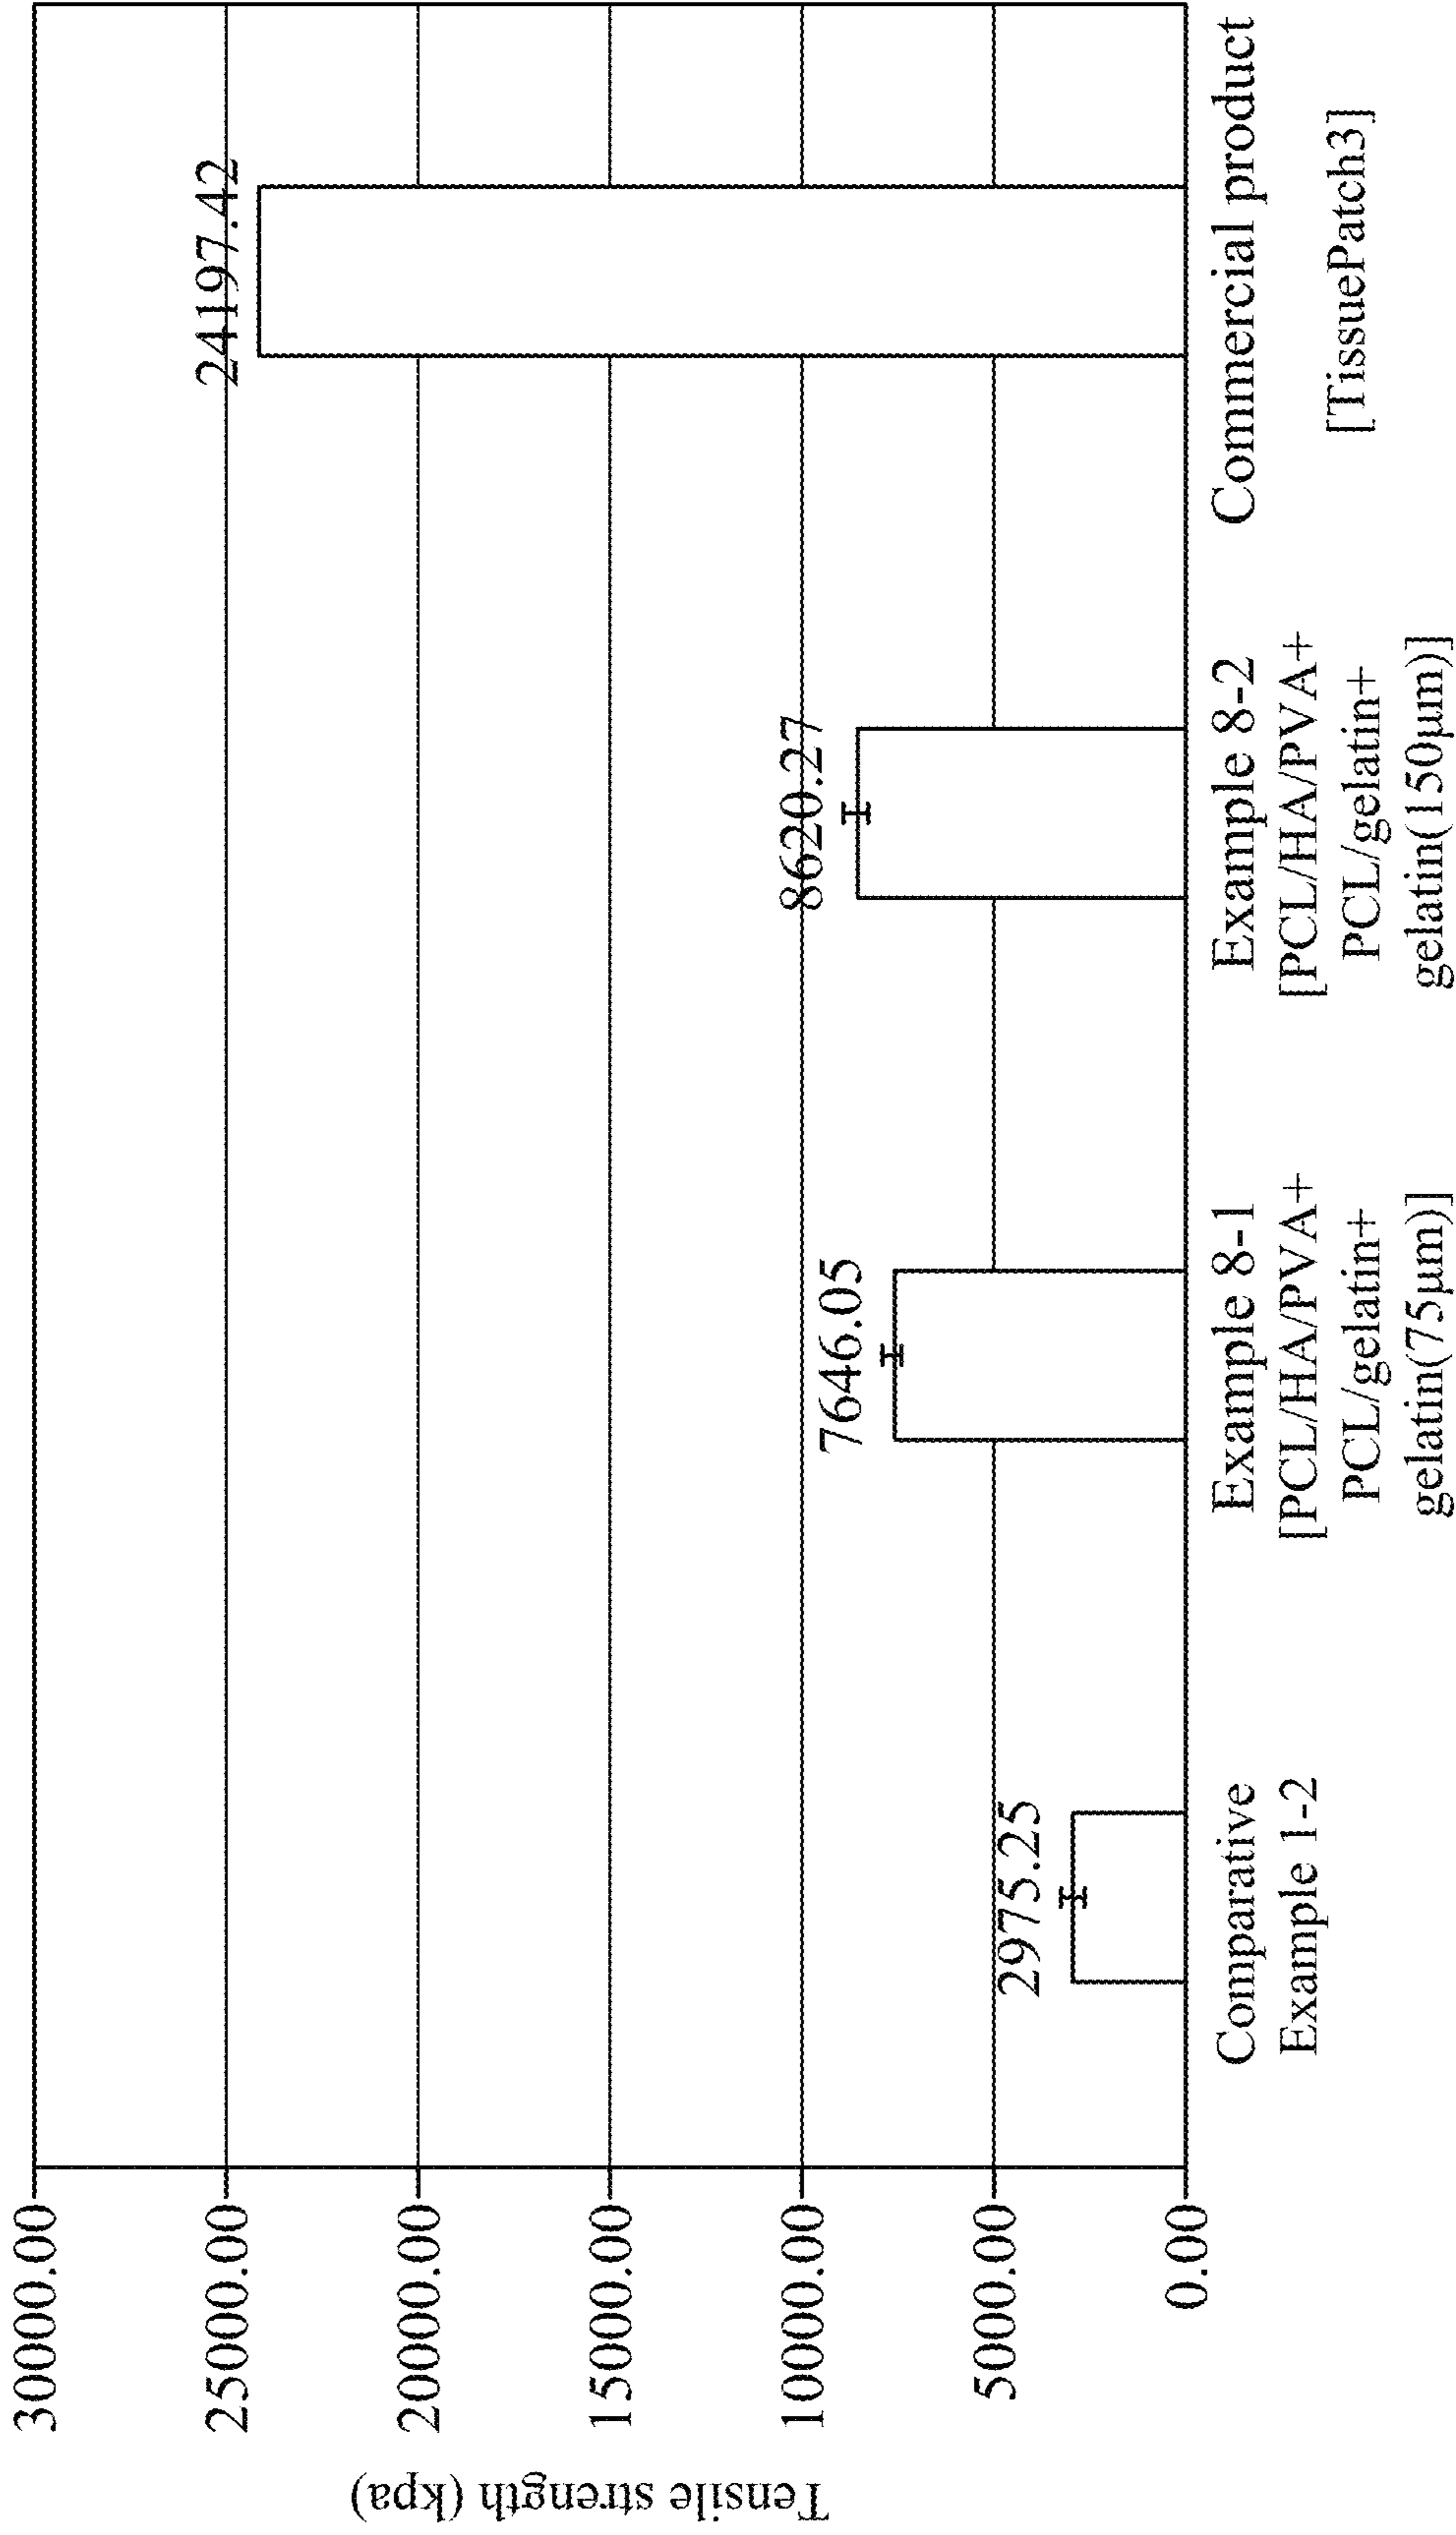 Tensile strength (kpa)
30000.00
25000.00
20000.00
15000.00
10000.00
5000.00
0.00
2975.25
7646.05
8620.27
24197.42
Comparative
Example 1-2
Example 8-1
[PCL/HA/PVA+
PCL/gelatin+
gelatin(75μm)]
Example 8-2
[PCL/HA/PVA+
PCL/gelatin+
gelatin(150μm)]
Commercial product
[TissuePatch3]